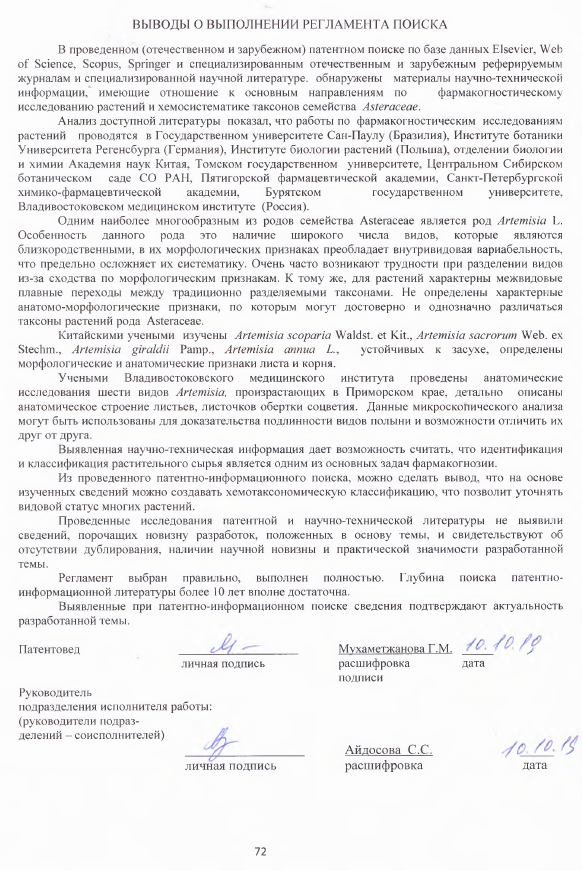 ВЫВОДЫ О ВЫПОЛНЕНИИ РЕГЛАМЕНТА ПОИСКА
В проведенном (отечественном и зарубежном) патентном поиске по базе данных Elsevier, Web
of Science, Scopus, Springer и специализированным отечественным и зарубежным реферируемым
журналам и специализированной научной литературе. обнаружены материалы научно-технической
информации, имеющие отношение к основным направлениям по фармакогностическому
исследованию растений и хемосистематике таксонов семейства Asteraceae.
Анализ доступной литературы показал, что работы по фармакогностическим исследованиям
растений проводятся в Государственном университете Сан-Паулу (Бразилия), Институте ботаники
Университета Регенсбурга (Германия), Институте биологии растений (Польша), отделении биологии
и химии Академия наук Китая, Томском государственном университете, Центральном Сибирском
ботаническом саде СО РАН, Пятигорской фармацевтической академии, Санкт-Петербургской
химико-фармацевтической академии, Бурятском государственном университете,
Владивостоковском медицинском институте (Россия).
Одним наиболее многообразным из родов семейства Asteraceae является род Artemisia L.
Особенность данного рода это наличие широкого числа видов, которые являются
близкородственными, в их морфологических признаках преобладает внутривидовая вариабельность,
что предельно осложняет их систематику. Очень часто возникают трудности при разделении видов
из-за сходства по морфологическим признакам. К тому же, для растений характерны межвидовые
плавные переходы между традиционно разделяемыми таксонами. Не определены характерные
анатомо-морфологические признаки, по которым могут достоверно и однозначно различаться
таксоны растений рода Asteraceae.
Китайскими учеными изучены Artemisia scoparia Waldst. et Kit., Artemisia sacrorum Web. ex
Stechm., Artemisia giraldii Pamp., Artemisia annua L., устойчивых к засухе, определены
морфологические и анатомические признаки листа и корня.
Учеными Владивостоковского медицинского института проведены анатомические
исследования шести видов Artemisia, произрастающих в Приморском крае, детально описаны
анатомическое строение листьев, листочков обертки соцветия. Данные микроскопического анализа
могут быть использованы для доказательства подлинности видов полыни и возможности отличить их
друг от друга.
Выявленная научно-техническая информация дает возможность считать, что идентификация
и классификация растительного сырья является одним из основных задач фармакогнозии.
Из проведенного патентно-информационного поиска, можно сделать вывод, что на основе
изученных сведений можно создавать хемотаксономическую классификацию, что позволит уточнять
видовой статус многих растений.
Проведенные исследования патентной и научно-технической литературы не выявили
сведений, порочащих новизну разработок, положенных в основу темы, и свидетельствуют об
отсутствии дублирования, наличии научной новизны и практической значимости разработанной
темы.
Регламент выбран правильно, выполнен полностью. Глубина поиска патентно-
информационной литературы более 10 лет вполне достаточна.
Выявленные при патентно-информационном поиске сведения подтверждают актуальность
разработанной темы.
Патентовед Мухаметжанова Г.М. 10.10.19
личная подпись расшифровка дата
подписи
Руководитель
подразделения исполнителя работы:
(руководители подраз-
делений – соисполнителей)
Айдосова С.С. 10.10.19
личная подпись расшифровка дата
72